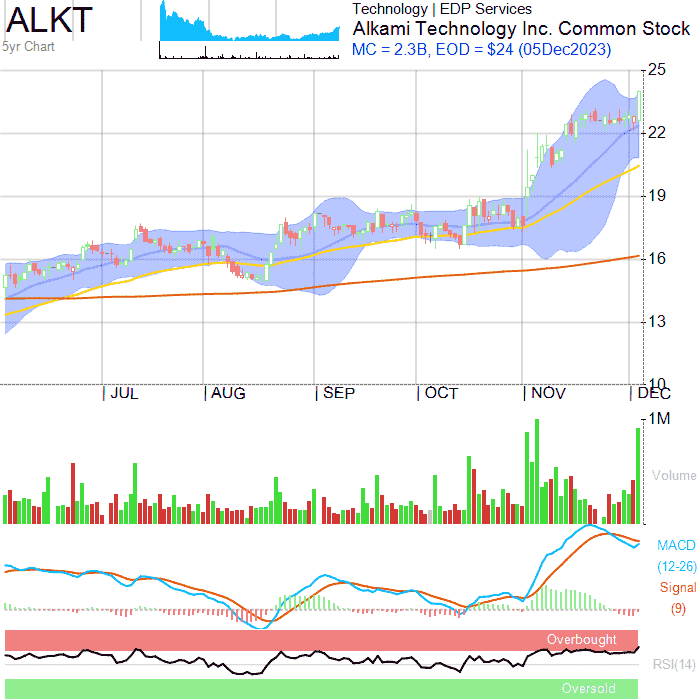 ALKT
5yr Chart
Technology | EDP Services
Alkami Technology Inc. Common Stock
MC = 2.3B, EOD = $24 (05Dec2023)
25
22
19
16
13
10
JUL AUG SEP OCT NOV DEC
1M
Volume
MACD
(12-26)
Signal
(9)
Overbought
RSI(14)
Oversold